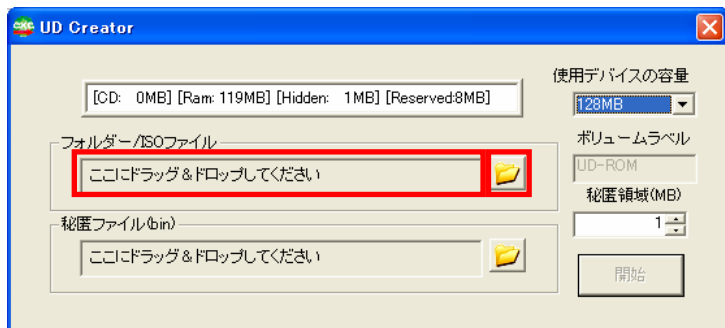 UD Creator
使用デバイスの容量
[CD: 0MB] [Ram: 119MB] [Hidden: 1MB] [Reserved:8MB]
128MB
フォルダー/ISOファイル
ボリュームラベル
ここにドラッグ&ドロップしてください
UD-ROM
秘匿領域(MB)
秘匿ファイル(bin)
1
ここにドラッグ&ドロップしてください
開始